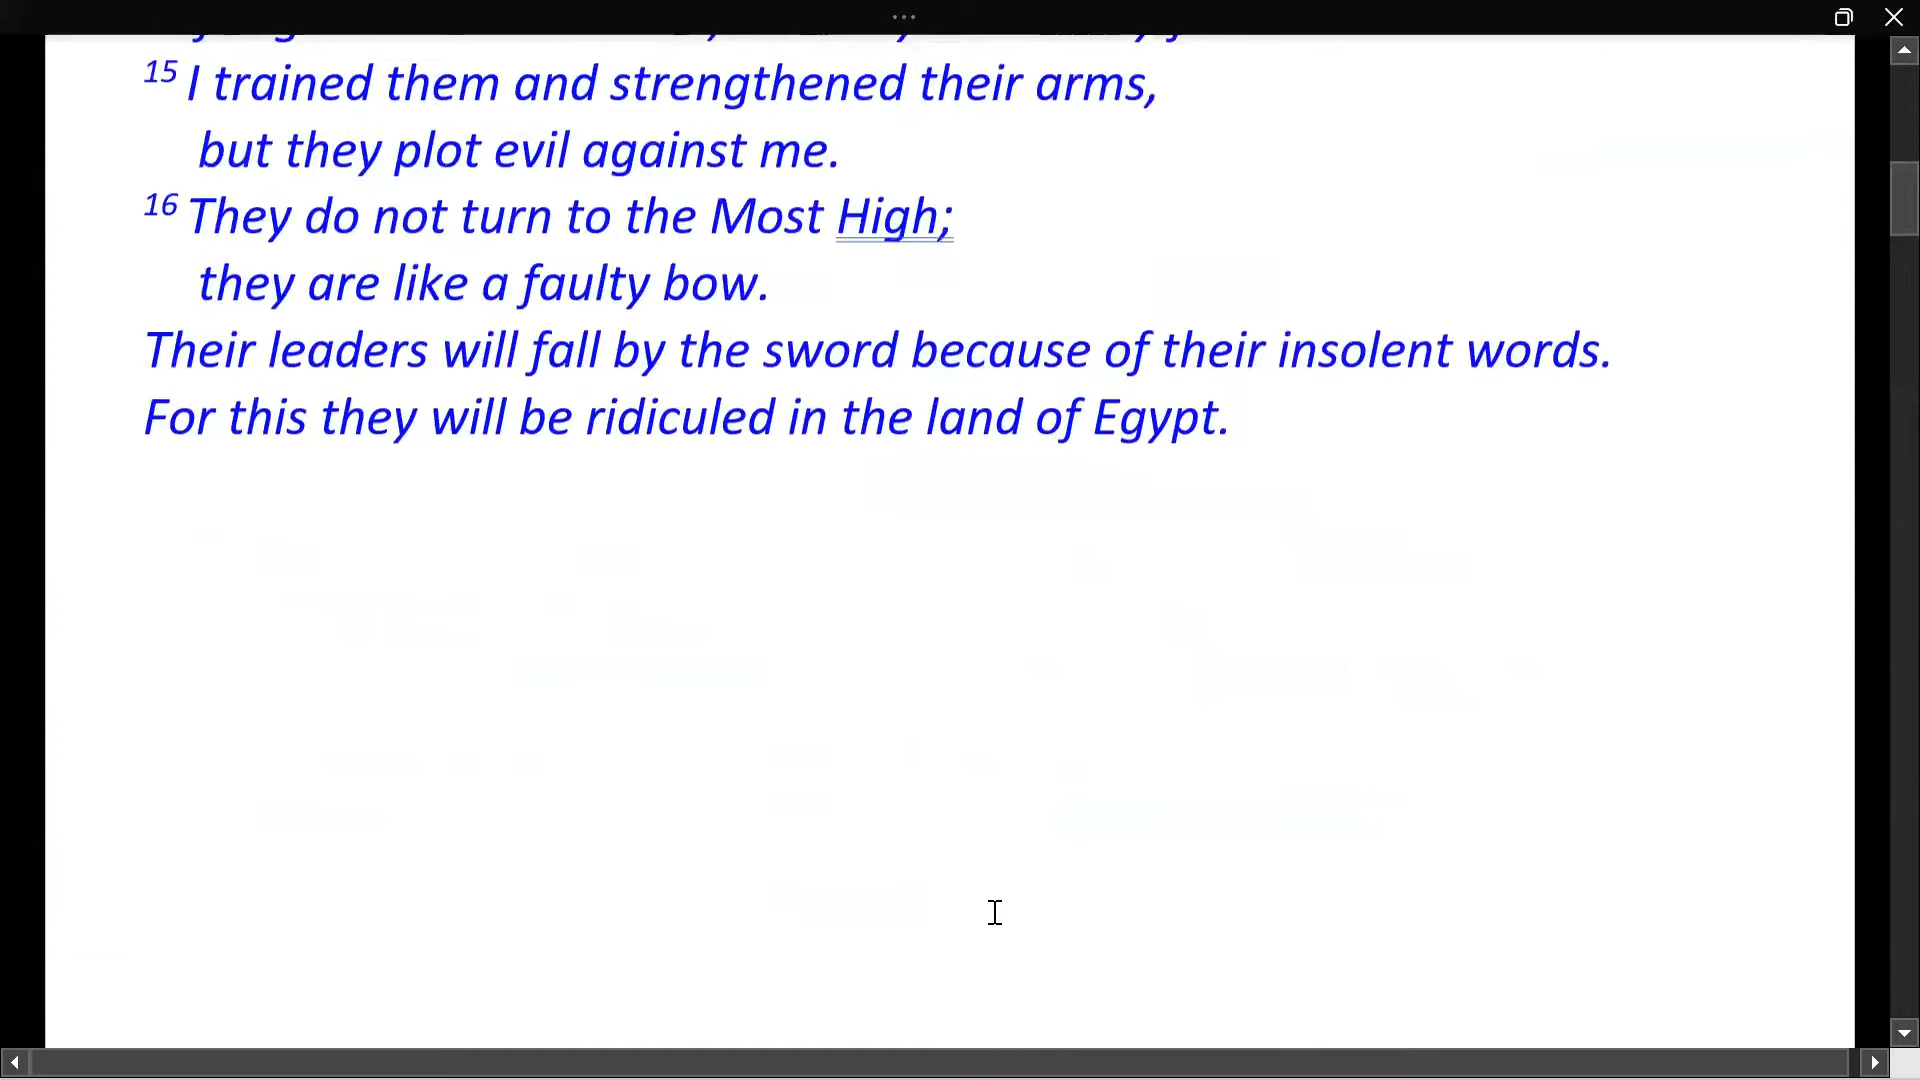 15 I trained them and strengthened their arms,
but they plot evil against me.
16 They do not turn to the Most High;
they are like a faulty bow.
Their leaders will fall by the sword because of their insolent words.
For this they will be ridiculed in the land of Egypt.